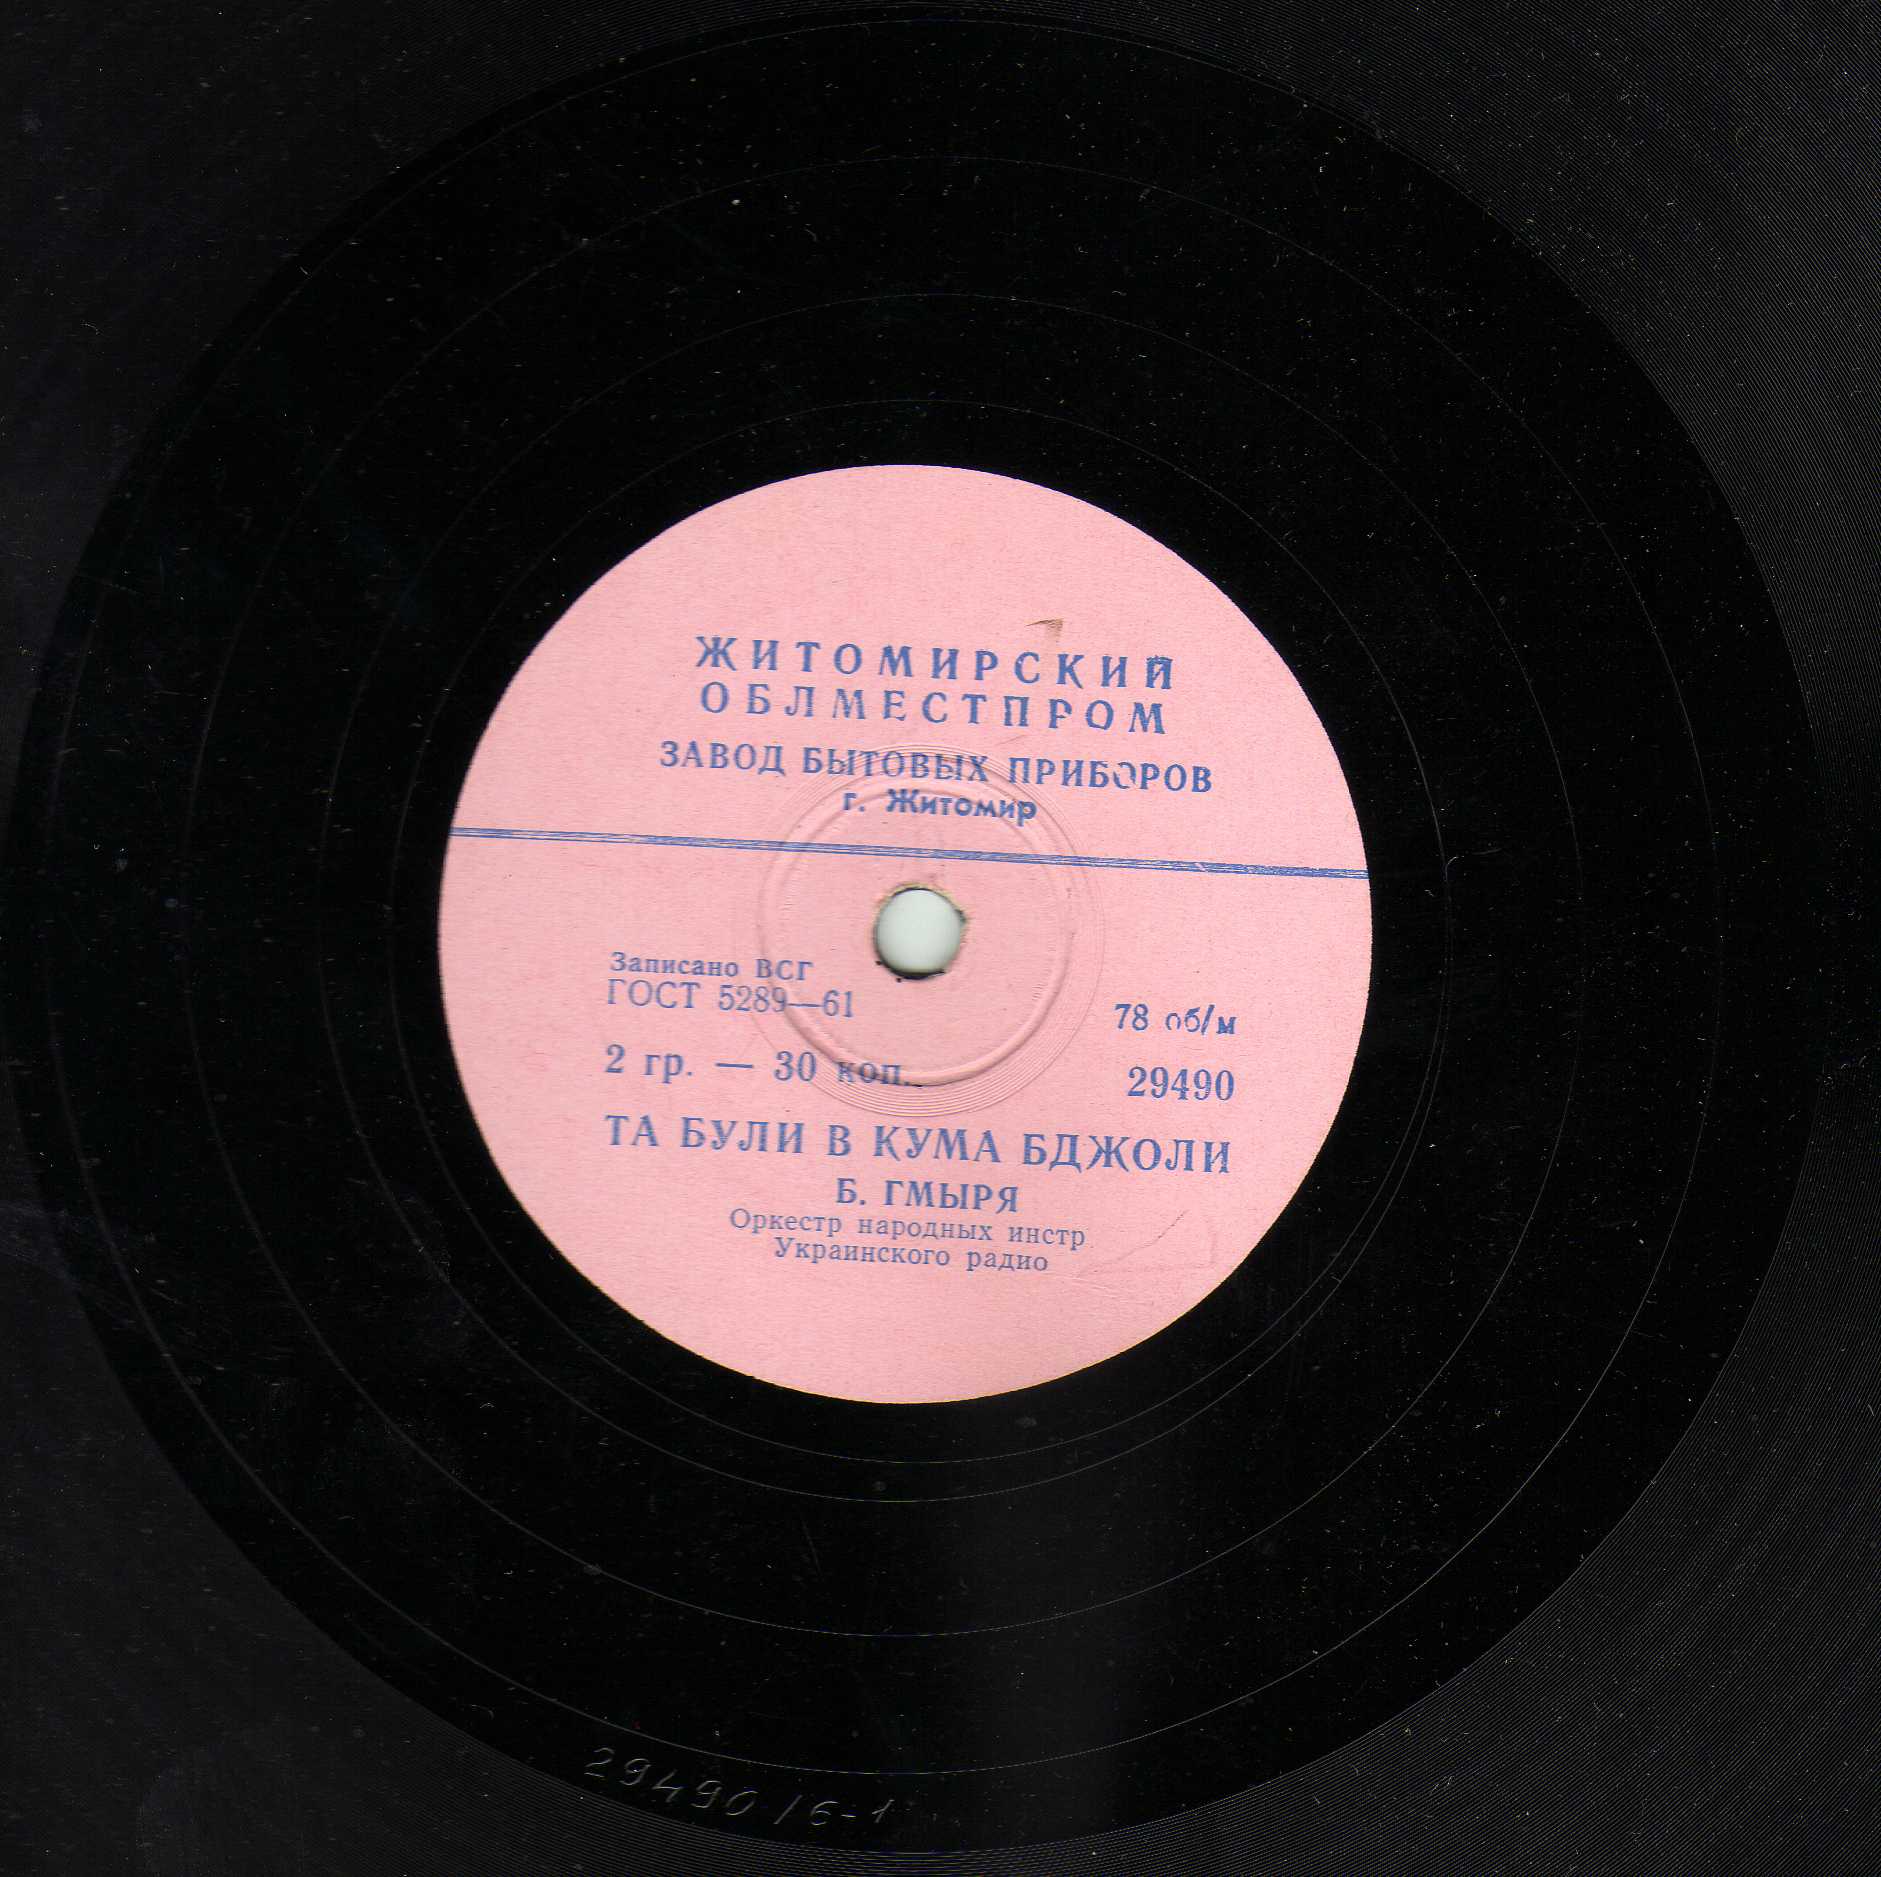 ЖИТОМИРСКИЙ
ОБЛМЕСТПРОМ
ЗАВОД БЫТОВЫХ ПРИБОРОВ
г. Житомир
Записано ВСГ
ГОСТ 5289—61
78 об/м
2 гр. — 30 коп.
29490
ТА БУЛИ В КУМА БДЖОЛИ
Б. ГМЫРЯ
Оркестр народных инстр
Украинского радио
29490/6-1